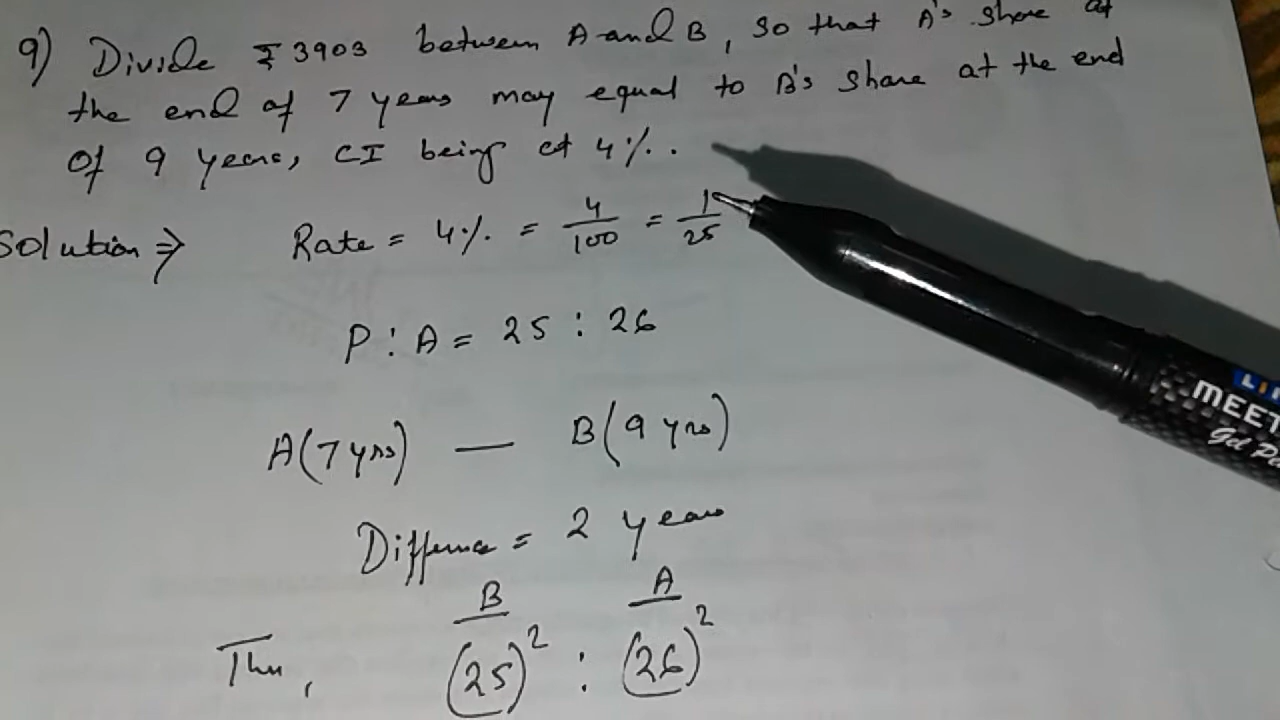 9) Divide ₹ 3903 between A and B, so that A's share at
the end of 7 years may equal to B's share at the end
of 9 years, CI being at 4%.
Solution ⇒ Rate = 4% = 4/100 = 1/25
P : A = 25 : 26
A(7 yrs) — B(9 yrs)
Difference = 2 years
B A
Thus, (25)² : (26)²
MEET
Gel